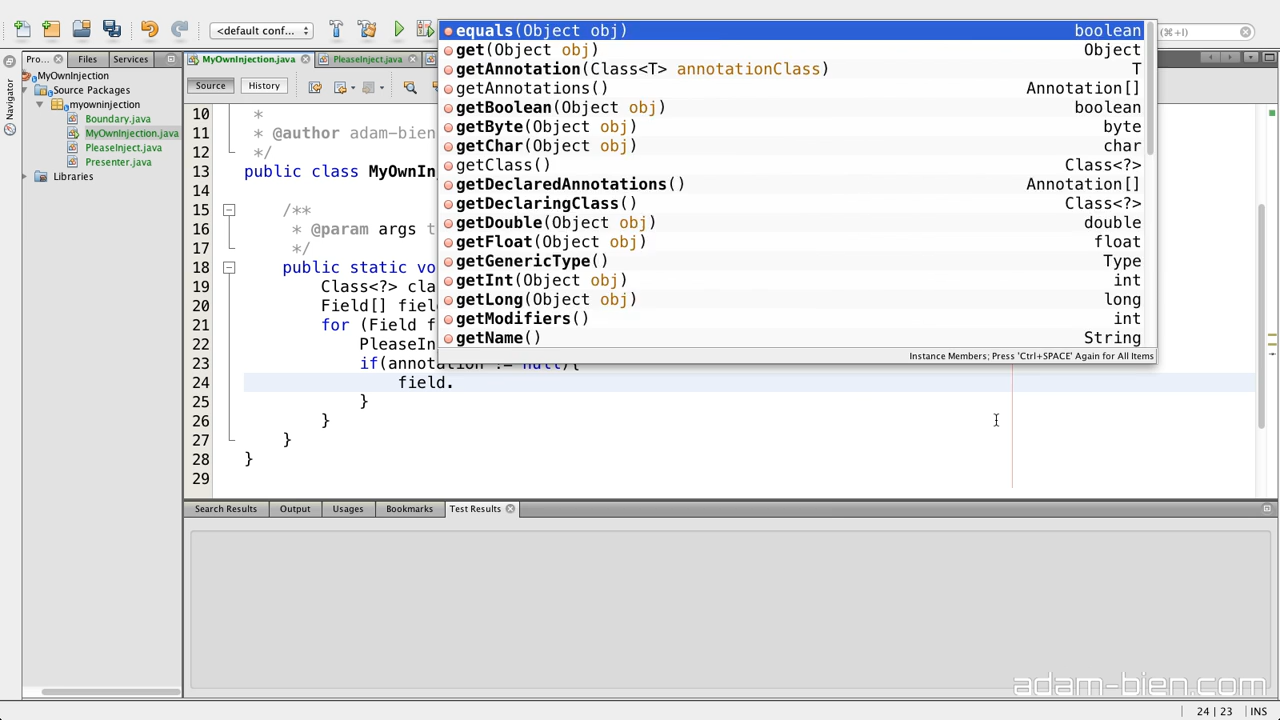 <default conf...
(⌘+I)
Pro...
Files
Services
MyOwnInjection.java
PleaseInject.java
Navigator
MyOwnInjection
Source Packages
myowninjection
Boundary.java
MyOwnInjection.java
PleaseInject.java
Presenter.java
Libraries
Source
History
equals(Object obj) boolean
get(Object obj) Object
getAnnotation(Class<T> annotationClass) T
getAnnotations() Annotation[]
getBoolean(Object obj) boolean
getByte(Object obj) byte
getChar(Object obj) char
getClass() Class<?>
getDeclaredAnnotations() Annotation[]
getDeclaringClass() Class<?>
getDouble(Object obj) double
getFloat(Object obj) float
getGenericType() Type
getInt(Object obj) int
getLong(Object obj) long
getModifiers() int
getName() String
Instance Members; Press 'Ctrl+SPACE' Again for All Items
10 *
11 * @author adam-bien
12 */
13 public class MyOwnI
14
15 /**
16 * @param args t
17 */
18 public static vo
19 Class<?> cla
20 Field[] fiel
21 for (Field f
22 PleaseIn
23 if(annotation != null){
24 field.
25 }
26 }
27 }
28 }
29
Search Results
Output
Usages
Bookmarks
Test Results
adam-bien.com
24 | 23
INS